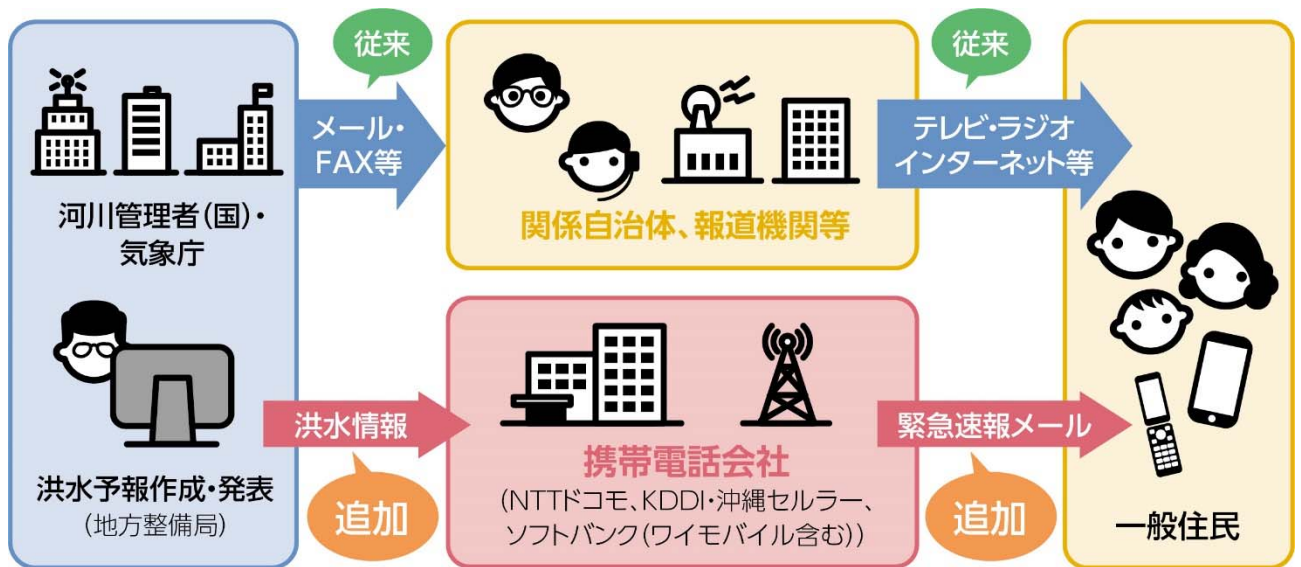 従来
従来
メール・
FAX等
テレビ・ラジオ
インターネット等
河川管理者(国)・
気象庁
関係自治体、報道機関等
洪水情報
緊急速報メール
携帯電話会社
(NTTドコモ、KDDI・沖縄セルラー、
ソフトバンク(ワイモバイル含む))
洪水予報作成・発表
(地方整備局)
追加
追加
一般住民